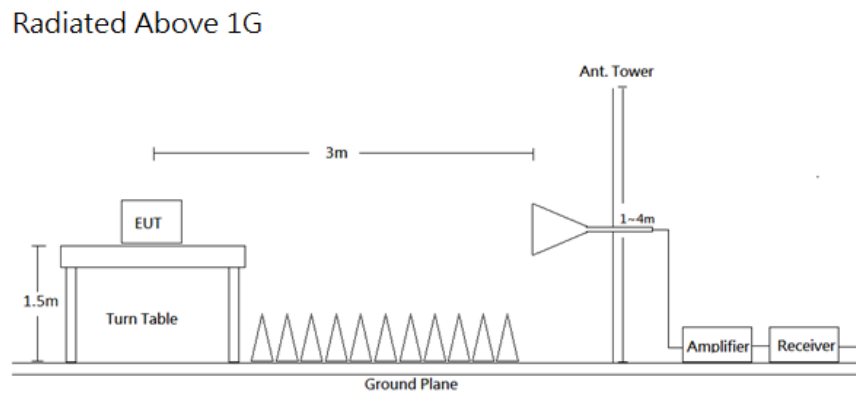 Radiated Above 1G
Ant. Tower
3m
EUT
1~4m
1.5m
Turn Table
Amplifier
Receiver
Ground Plane